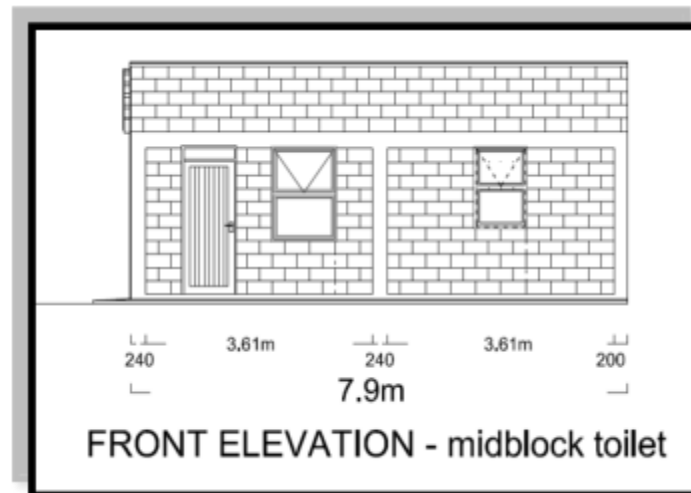 3.61m 3.61m
240 240 200
7.9m
FRONT ELEVATION - midblock toilet